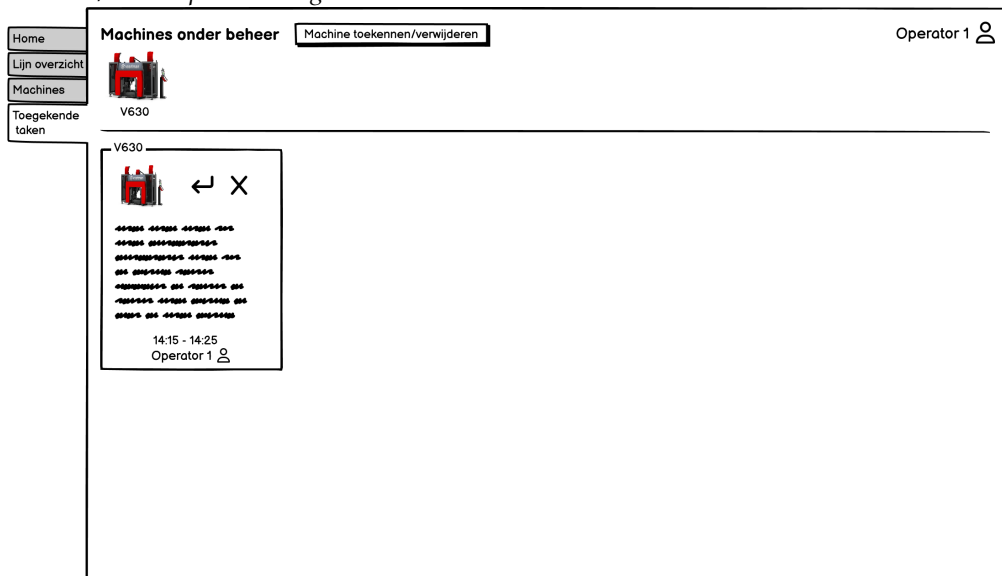 Home
Lijn overzicht
Machines
Toegekende
taken
Machines onder beheer
Machine toekennen/verwijderen
Operator 1
V630
V630
14:15 - 14:25
Operator 1